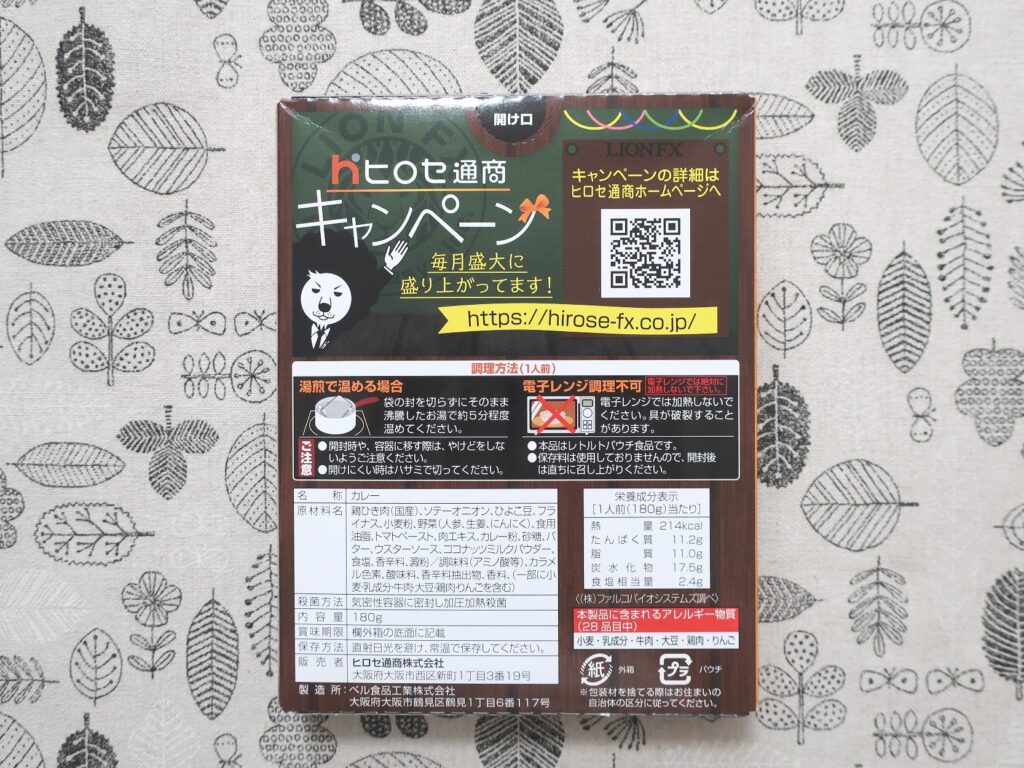 開け口
LION FX
hヒロセ通商
キャンペーン
毎月盛大に
盛り上がってます!
LION FX
キャンペーンの詳細は
ヒロセ通商ホームページへ
https://hirose-fx.co.jp/
調理方法(1人前)
湯煎で温める場合
袋の封を切らずにそのまま
沸騰したお湯で約5分程度
温めてください。
ご注意
●開封時や、容器に移す際は、やけどをしな
いようご注意ください。
●開けにくい時はハサミで切ってください。
電子レンジ調理不可
電子レンジでは絶対に
加熱しないで下さい。
電子レンジでは加熱しないで
ください。具が破裂すること
があります。
●本品はレトルトパウチ食品です。
●保存料は使用しておりませんので、開封後
は直ちに召し上がりください。
名 称 カレー
原材料名 鶏ひき肉(国産)、ソテーオニオン、ひよこ豆、フラ
イナス、小麦粉、野菜(人参、生姜、にんにく)、食用
油脂、トマトペースト、肉エキス、カレー粉、砂糖、バ
ター、ウスターソース、ココナッツミルクパウダー、
食塩、香辛料、澱粉/調味料(アミノ酸等)、カラメ
ル色素、酸味料、香辛料抽出物、香料、(一部に小
麦・乳成分・牛肉・大豆・鶏肉・りんごを含む)
殺菌方法 気密性容器に密封し加圧加熱殺菌
内容量 180g
賞味期限 欄外箱の底面に記載
保存方法 直射日光を避け、常温で保存してください。
販売者 ヒロセ通商株式会社
大阪府大阪市西区新町1丁目3番19号
製造所:ベル食品工業株式会社
大阪府大阪市鶴見区鶴見1丁目6番117号
栄養成分表示
[1人前(180g)当たり]
熱量 214kcal
たんぱく質 11.2g
脂質 11.0g
炭水化物 17.5g
食塩相当量 2.4g
《(株)ファルコバイオシステムズ調べ》
本製品に含まれるアレルギー物質
(28品目中)
小麦・乳成分・牛肉・大豆・鶏肉・りんご
紙 外箱
プラ パウチ
※包装材を捨てる際はお住まいの
自治体の区分に従ってください。